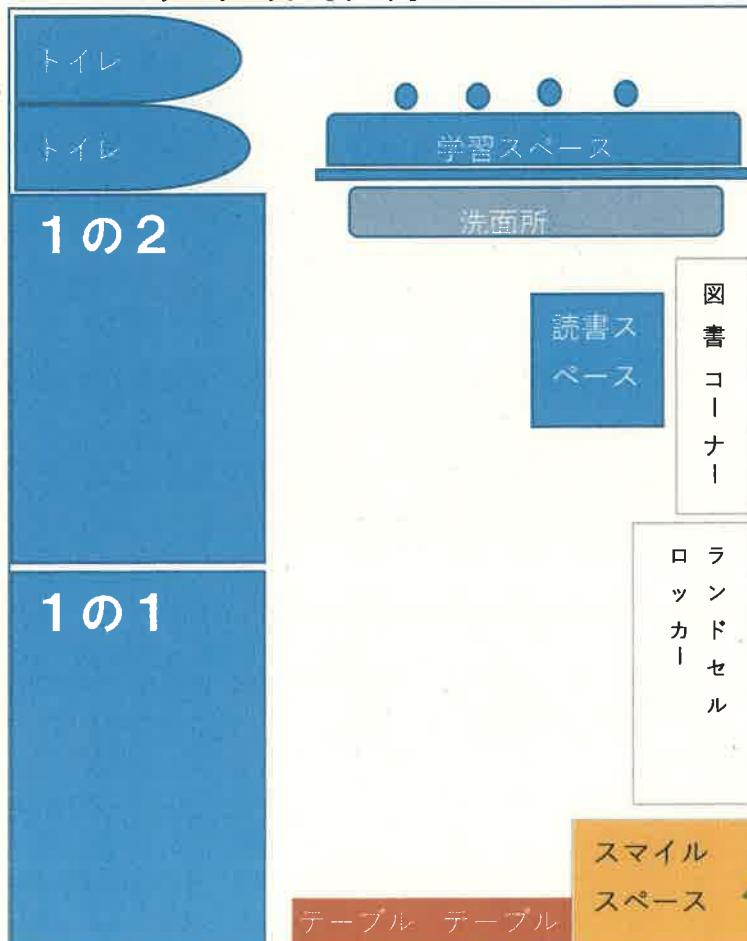 トイレ
トイレ
学習スペース
洗面所
1の2
読書ス
ペース
図書コーナー
ランドセル
ロッカー
1の1
スマイル
スペース
テーブル テーブル